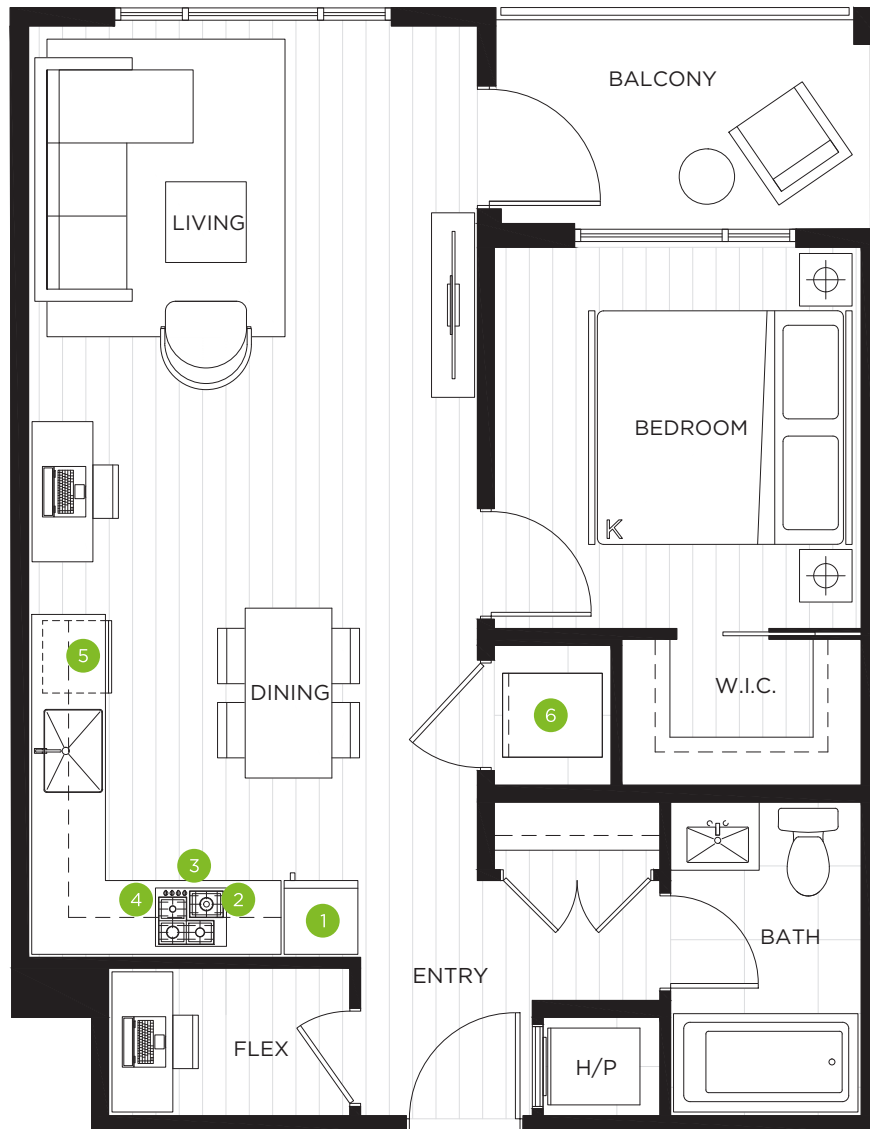 BALCONY
LIVING
BEDROOM
K
5
DINING
W.I.C.
6
3
4
2
1
BATH
ENTRY
FLEX
H/P